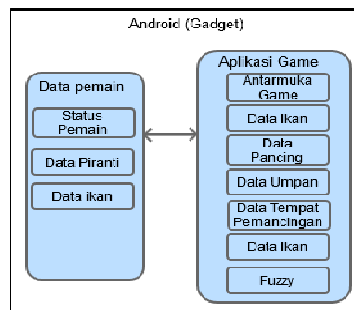 Android (Gadget)
Data pemain
Status
Pemain
Data Piranti
Data ikan
Aplikasi Game
Antarmuka
Game
Data Ikan
Data
Pancing
Data Umpan
Data Tempat
Pemancingan
Data Ikan
Fuzzy